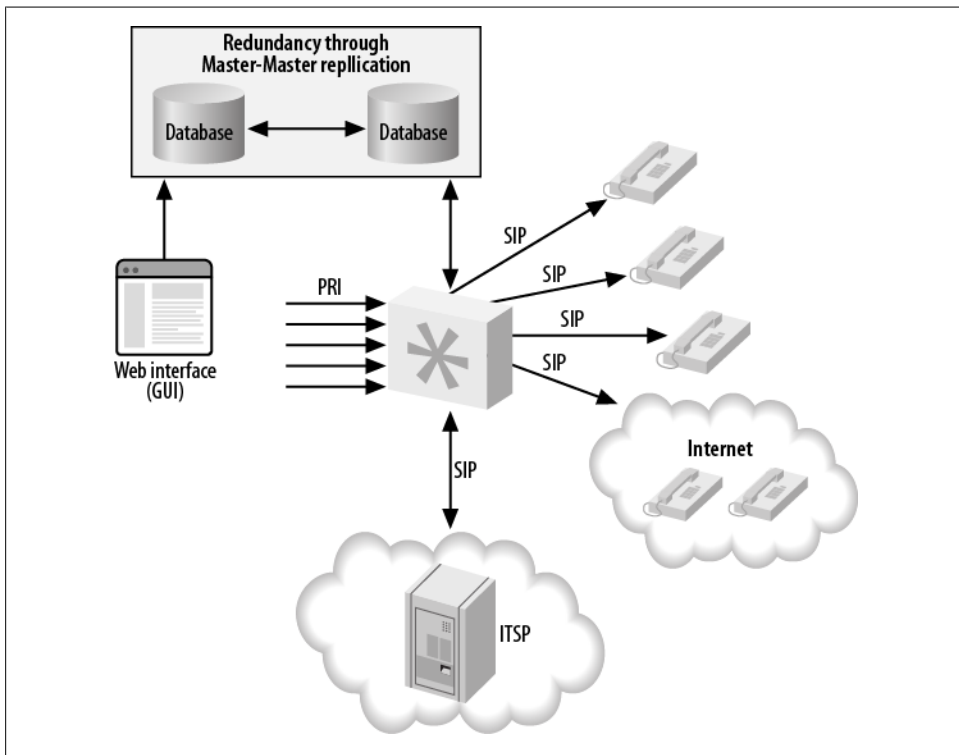 Redundancy through
Master-Master repllication
Database
Database
SIP
SIP
PRI
SIP
SIP
Web interface
(GUI)
Internet
SIP
ITSP